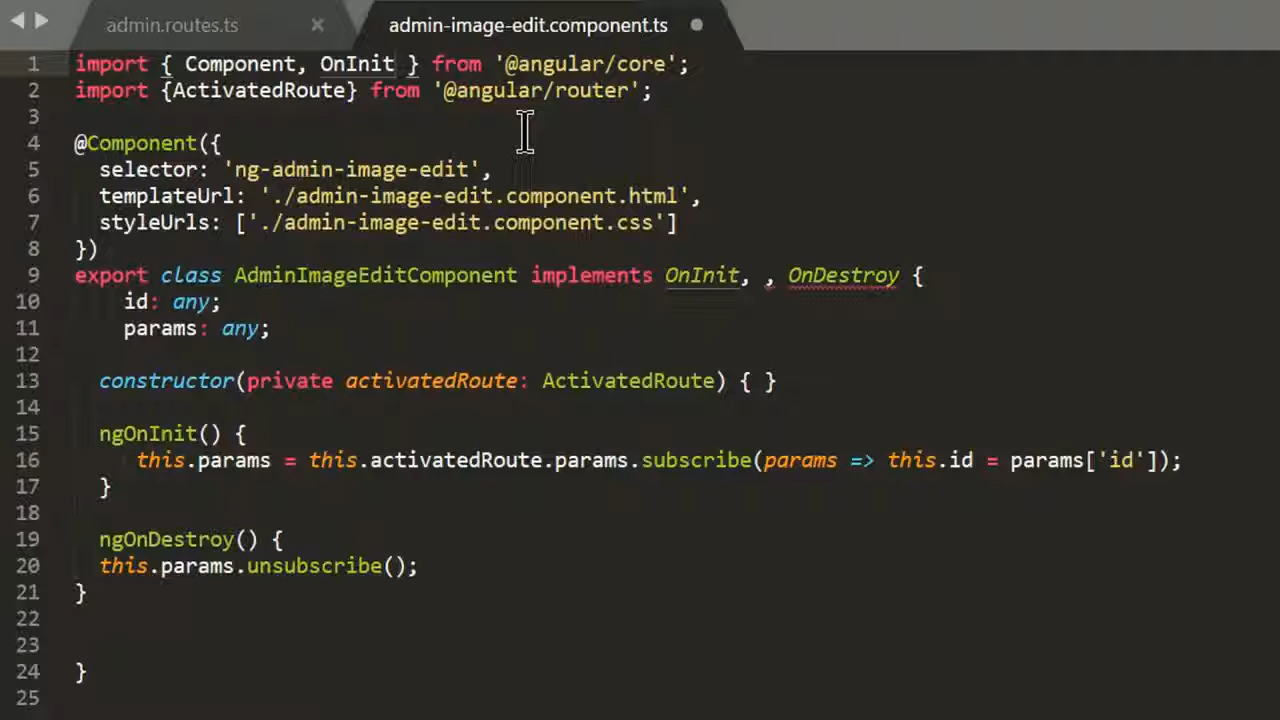 admin.routes.ts × admin-image-edit.component.ts
1 import { Component, OnInit } from '@angular/core';
2 import {ActivatedRoute} from '@angular/router';
3
4 @Component({
5 selector: 'ng-admin-image-edit',
6 templateUrl: './admin-image-edit.component.html',
7 styleUrls: ['./admin-image-edit.component.css']
8 })
9 export class AdminImageEditComponent implements OnInit, , OnDestroy {
10 id: any;
11 params: any;
12
13 constructor(private activatedRoute: ActivatedRoute) { }
14
15 ngOnInit() {
16 this.params = this.activatedRoute.params.subscribe(params => this.id = params['id']);
17 }
18
19 ngOnDestroy() {
20 this.params.unsubscribe();
21 }
22
23
24 }
25